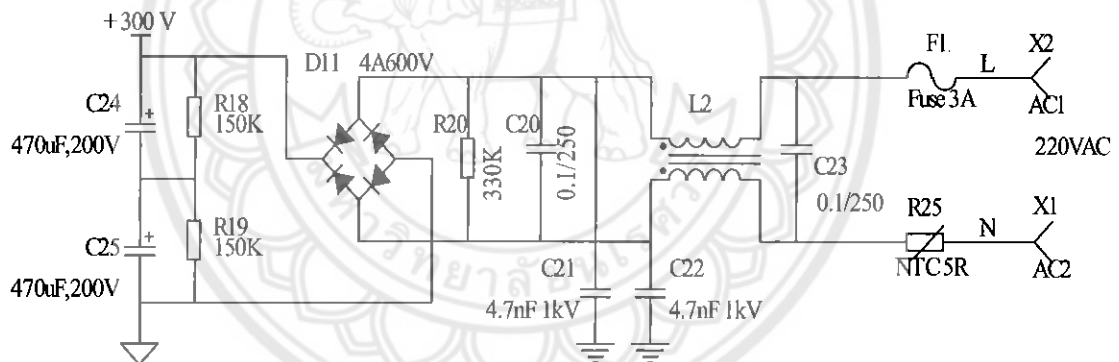 +300 V
D11 4A600V
F1.
X2
L
L2
C24
R18
150K
R20
C20
Fuse 3A
AC1
470uF,200V
330K
0.1/250
C23
220VAC
0.1/250
R25
X1
N
R19
150K
C25
C21
C22
NTC 5R
AC2
470uF,200V
4.7nF 1kV
4.7nF 1kV